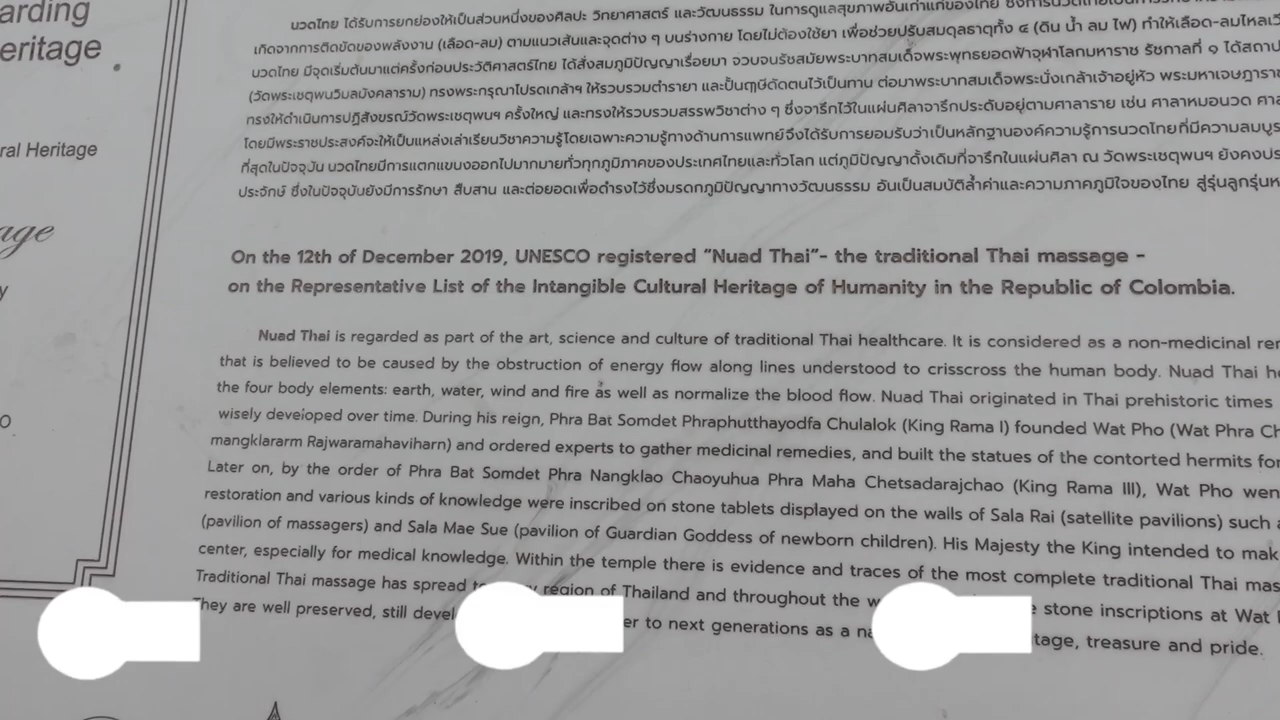 arding
eritage
ral Heritage
age
y
O
นวดไทย ได้รับการยกย่องให้เป็นส่วนหนึ่งของศิลปะ วิทยาศาสตร์ และวัฒนธรรม ในการดูแลสุขภาพอันเก่าแก่ของไทย
เกิดจากการติดขัดของพลังงาน (เลือด-ลม) ตามแนวเส้นและจุดต่าง ๆ บนร่างกาย โดยไม่ต้องใช้ยา เพื่อช่วยปรับสมดุลธาตุทั้ง ๔ (ดิน น้ำ ลม ไฟ) ทำให้เลือด-ลมไหลเวี
นวดไทย มีจุดเริ่มต้นมาแต่ครั้งก่อนประวัติศาสตร์ไทย ได้สั่งสมภูมิปัญญาเรื่อยมา จวบจนรัชสมัยพระบาทสมเด็จพระพุทธยอดฟ้าจุฬาโลกมหาราช รัชกาลที่ ๑ ได้สถาป
(วัดพระเชตุพนวิมลมังคลาราม) ทรงพระกรุณาโปรดเกล้าฯ ให้รวบรวมตำรายา และปั้นฤๅษีดัดตนไว้เป็นทาน ต่อมาพระบาทสมเด็จพระนั่งเกล้าเจ้าอยู่หัว พระมหาเจษฎาราช
ทรงให้ดำเนินการปฏิสังขรณ์วัดพระเชตุพนฯ ครั้งใหญ่ และทรงให้รวบรวมสรรพวิชาต่าง ๆ ซึ่งจารึกไว้ในแผ่นศิลาจารึกประดับอยู่ตามศาลาราย เช่น ศาลาหมอนวด ศาล
โดยมีพระราชประสงค์จะให้เป็นแหล่งเล่าเรียนวิชาความรู้โดยเฉพาะความรู้ทางด้านการแพทย์จึงได้รับการยอมรับว่าเป็นหลักฐานองค์ความรู้การนวดไทยที่มีความสมบูร
ที่สุดในปัจจุบัน นวดไทยมีการแตกแขนงออกไปมากมายทั่วทุกภูมิภาคของประเทศไทยและทั่วโลก แต่ภูมิปัญญาดั้งเดิมที่จารึกในแผ่นศิลา ณ วัดพระเชตุพนฯ ยังคงปร
ประจักษ์ ซึ่งในปัจจุบันยังมีการรักษา สืบสาน และต่อยอดเพื่อดำรงไว้ซึ่งมรดกภูมิปัญญาทางวัฒนธรรม อันเป็นสมบัติล้ำค่าและความภาคภูมิใจของไทย สู่รุ่นลูกรุ่นห
On the 12th of December 2019, UNESCO registered "Nuad Thai"- the traditional Thai massage -
on the Representative List of the Intangible Cultural Heritage of Humanity in the Republic of Colombia.
Nuad Thai is regarded as part of the art, science and culture of traditional Thai healthcare. It is considered as a non-medicinal rer
that is believed to be caused by the obstruction of energy flow along lines understood to crisscross the human body. Nuad Thai he
the four body elements: earth, water, wind and fire as well as normalize the blood flow. Nuad Thai originated in Thai prehistoric times
wisely developed over time. During his reign, Phra Bat Somdet Phraphutthayodfa Chulalok (King Rama I) founded Wat Pho (Wat Phra Ch
mangklararm Rajwaramahaviharn) and ordered experts to gather medicinal remedies, and built the statues of the contorted hermits for
Later on, by the order of Phra Bat Somdet Phra Nangklao Chaoyuhua Phra Maha Chetsadarajchao (King Rama III), Wat Pho wen
restoration and various kinds of knowledge were inscribed on stone tablets displayed on the walls of Sala Rai (satellite pavilions) such a
(pavilion of massagers) and Sala Mae Sue (pavilion of Guardian Goddess of newborn children). His Majesty the King intended to mak
center, especially for medical knowledge. Within the temple there is evidence and traces of the most complete traditional Thai mas
Traditional Thai massage has spread region of Thailand and throughout the stone inscriptions at Wat
They are well preserved, still devel er to next generations as a na tage, treasure and pride.